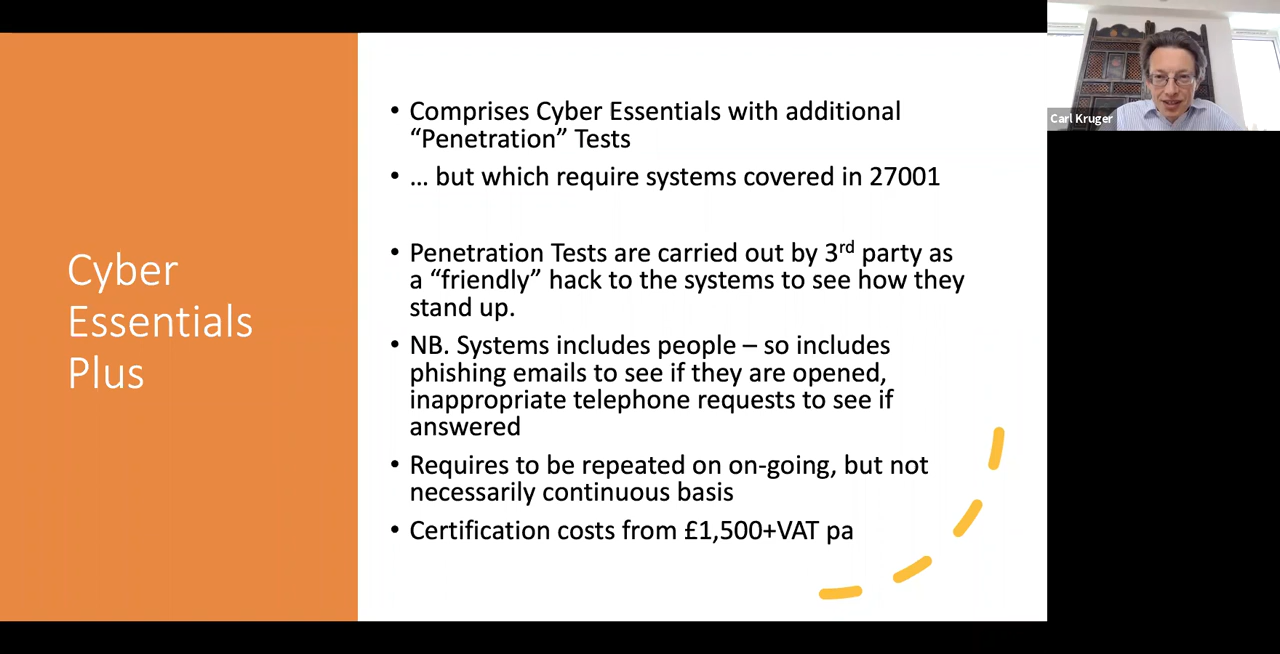 Cyber
Essentials
Plus
• Comprises Cyber Essentials with additional
“Penetration” Tests
• … but which require systems covered in 27001
• Penetration Tests are carried out by 3rd party as
a “friendly” hack to the systems to see how they
stand up.
• NB. Systems includes people – so includes
phishing emails to see if they are opened,
inappropriate telephone requests to see if
answered
• Requires to be repeated on on-going, but not
necessarily continuous basis
• Certification costs from £1,500+VAT pa
Carl Kruger